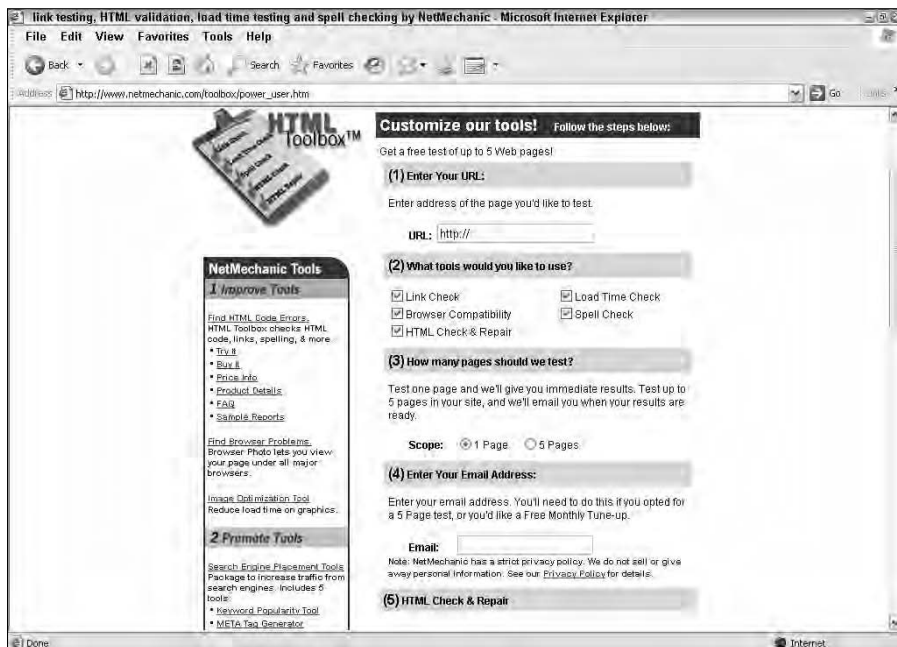 link testing, HTML validation, load time testing and spell checking by NetMechanic - Microsoft Internet Explorer
File Edit View Favorites Tools Help
Back Search Favorites
Address http://www.netmechanic.com/toolbox/power_user.htm Go Links
HTML
Toolbox™
Link Check
Load Time Check
Spell Check
HTML Check
HTML Repair
NetMechanic Tools
1 Improve Tools
Find HTML Code Errors.
HTML Toolbox checks HTML
code, links, spelling, & more
• Try It
• Buy It
• Price Info
• Product Details
• FAQ
• Sample Reports
Find Browser Problems.
Browser Photo lets you view
your page under all major
browsers.
Image Optimization Tool
Reduce load time on graphics.
2 Promote Tools
Search Engine Placement Tools
Package to increase traffic from
search engines. Includes 5
tools:
• Keyword Popularity Tool
• META Tag Generator
Customize our tools! Follow the steps below:
Get a free test of up to 5 Web pages!
(1) Enter Your URL:
Enter address of the page you'd like to test.
URL: http://
(2) What tools would you like to use?
Link Check Load Time Check
Browser Compatibility Spell Check
HTML Check & Repair
(3) How many pages should we test?
Test one page and we'll give you immediate results. Test up to
5 pages in your site, and we'll email you when your results are
ready.
Scope: 1 Page 5 Pages
(4) Enter Your Email Address:
Enter your email address. You'll need to do this if you opted for
a 5 Page test, or you'd like a Free Monthly Tune-up.
Email:
Note: NetMechanic has a strict privacy policy. We do not sell or give
away personal information. See our Privacy Policy for details.
(5) HTML Check & Repair
Done Internet